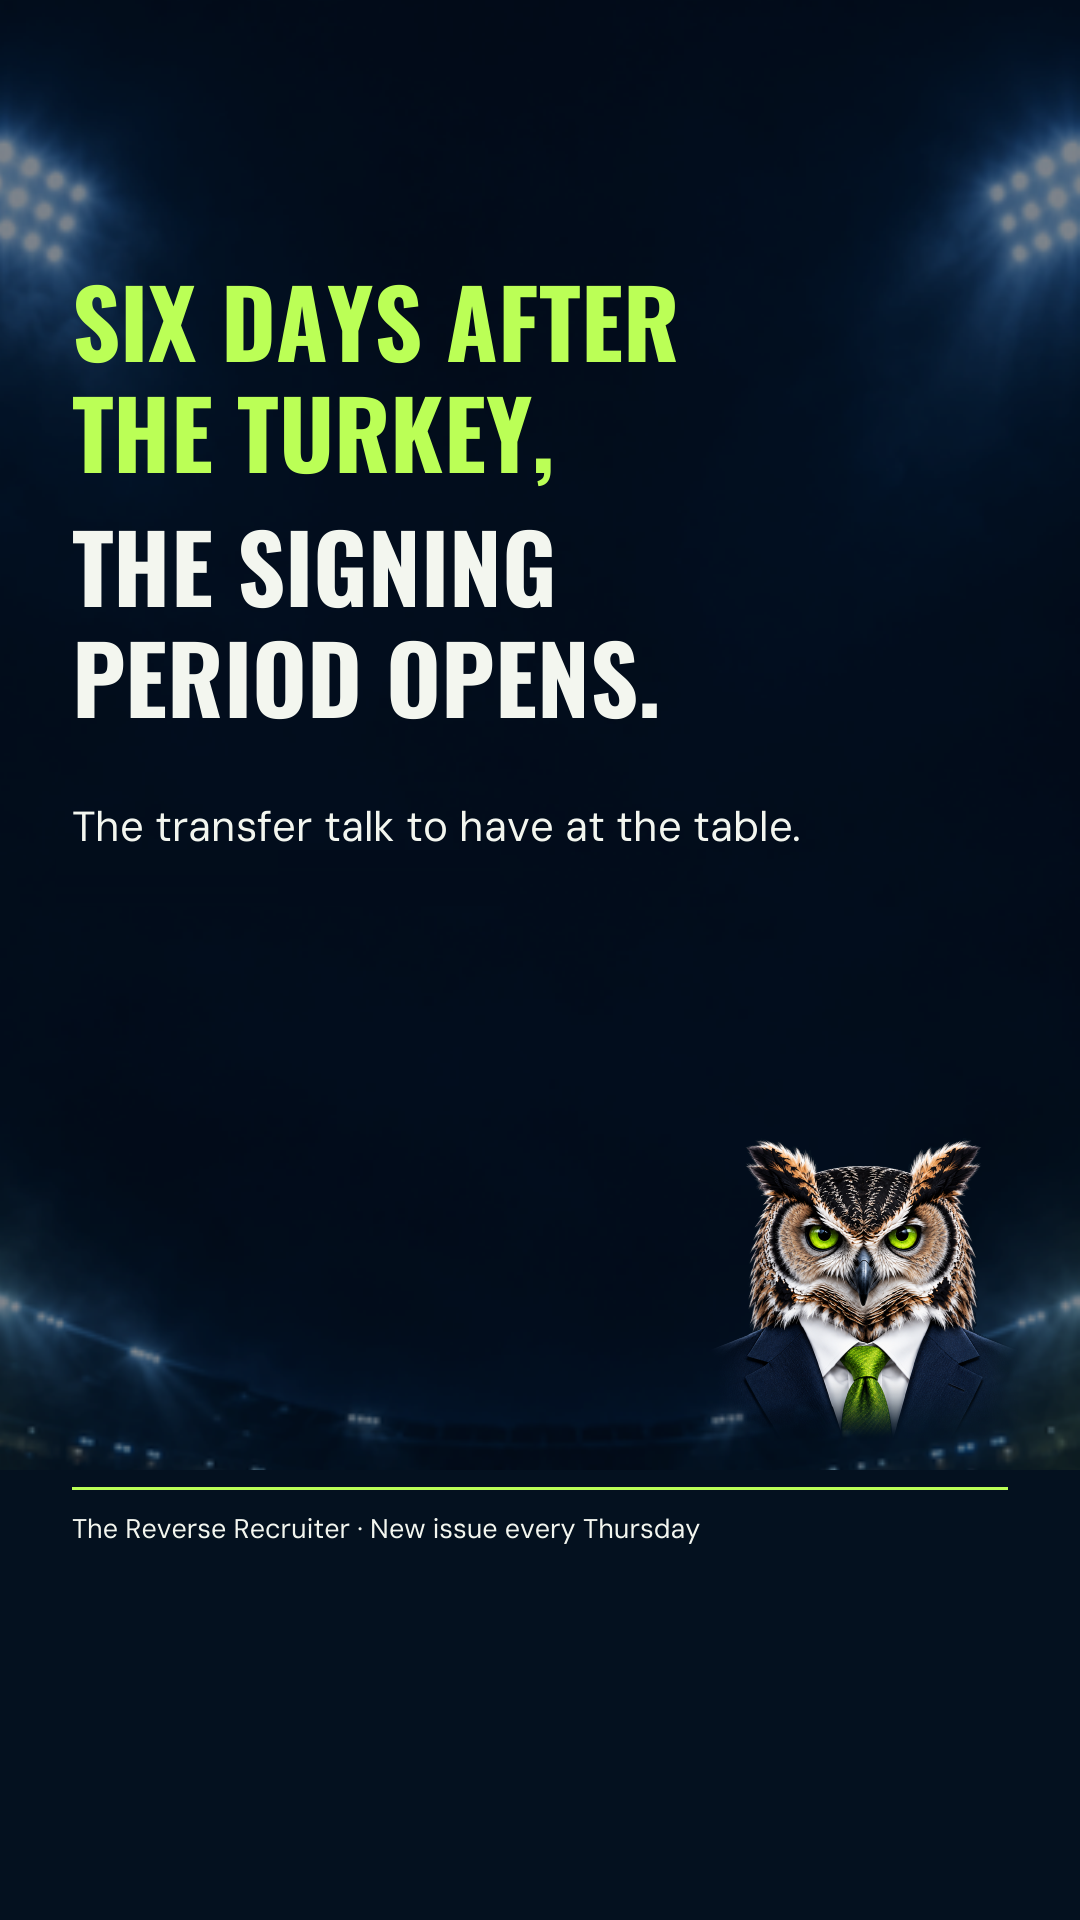 SIX DAYS AFTER
THE TURKEY,
THE SIGNING
PERIOD OPENS.
The transfer talk to have at the table.
The Reverse Recruiter · New issue every Thursday